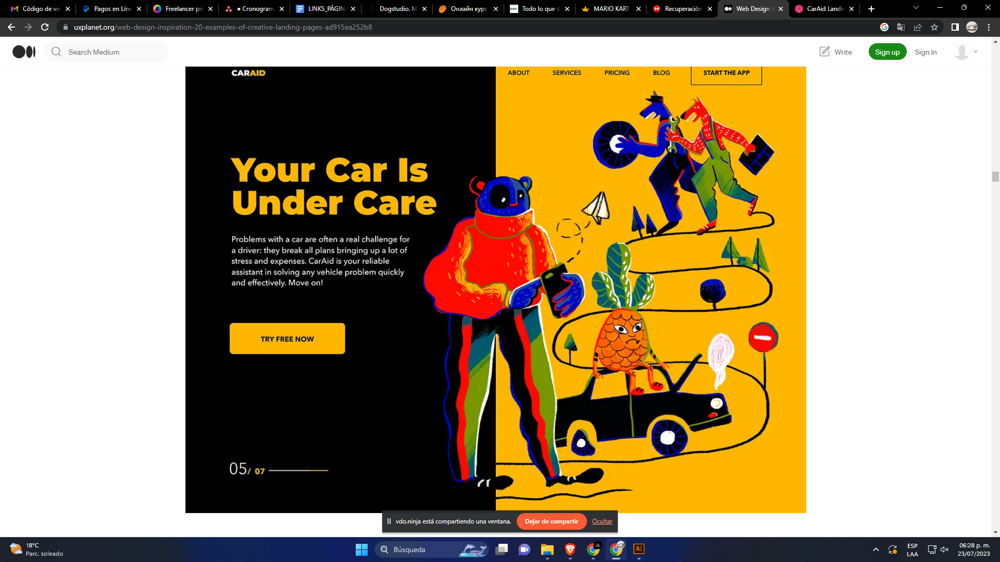 Código de ve
Pagos en Líne
Freelancer pro
• Cronogram
LINKS_PÁGINA
Dogstudio. M
Онлайн курс
Todo lo que d
MARIO KART
Recuperación
Web Design I
CarAid Landin
uxplanet.org/web-design-inspiration-20-examples-of-creative-landing-pages-ad915ea252b8
Search Medium
Write
Sign up
Sign In
CARAID
ABOUT
SERVICES
PRICING
BLOG
START THE APP
Your Car Is
Under Care
Problems with a car are often a real challenge for
a driver: they break all plans bringing up a lot of
stress and expenses. CarAid is your reliable
assistant in solving any vehicle problem quickly
and effectively. Move on!
TRY FREE NOW
05/ 07
vdo.ninja está compartiendo una ventana.
Dejar de compartir
Ocultar
18°C
Parc. soleado
Búsqueda
Ai
ESP
LAA
06:28 p. m.
23/07/2023